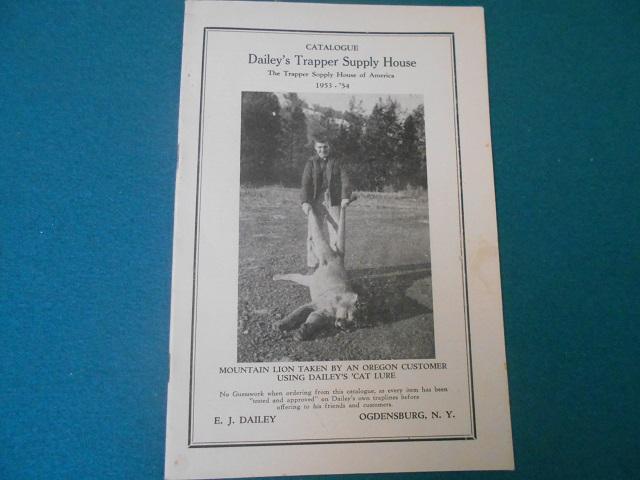 CATALOGUE
Dailey's Trapper Supply House
The Trapper Supply House of America
1953 - '54
MOUNTAIN LION TAKEN BY AN OREGON CUSTOMER
USING DAILEY'S 'CAT LURE
No Guesswork when ordering from this catalogue, as every item has been
"tested and approved" on Dailey's own traplines before
offering to his friends and customers.
E. J. DAILEY OGDENSBURG, N. Y.